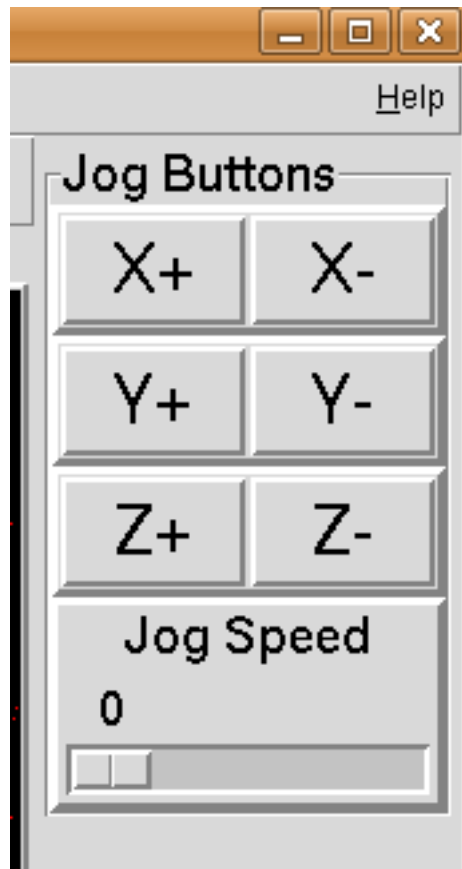 Help
Jog Buttons
X+ X-
Y+ Y-
Z+ Z-
Jog Speed
0